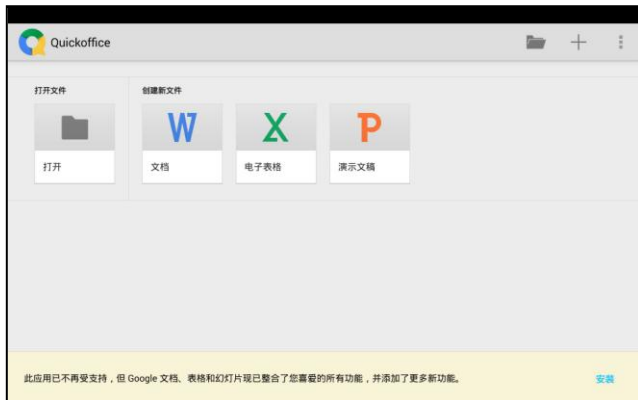 Quickoffice
打开文件
创建新文件
W
X
P
打开
文档
电子表格
演示文稿
此应用已不再受支持，但 Google 文档、表格和幻灯片现已整合了您喜爱的所有功能，并添加了更多新功能。
安装